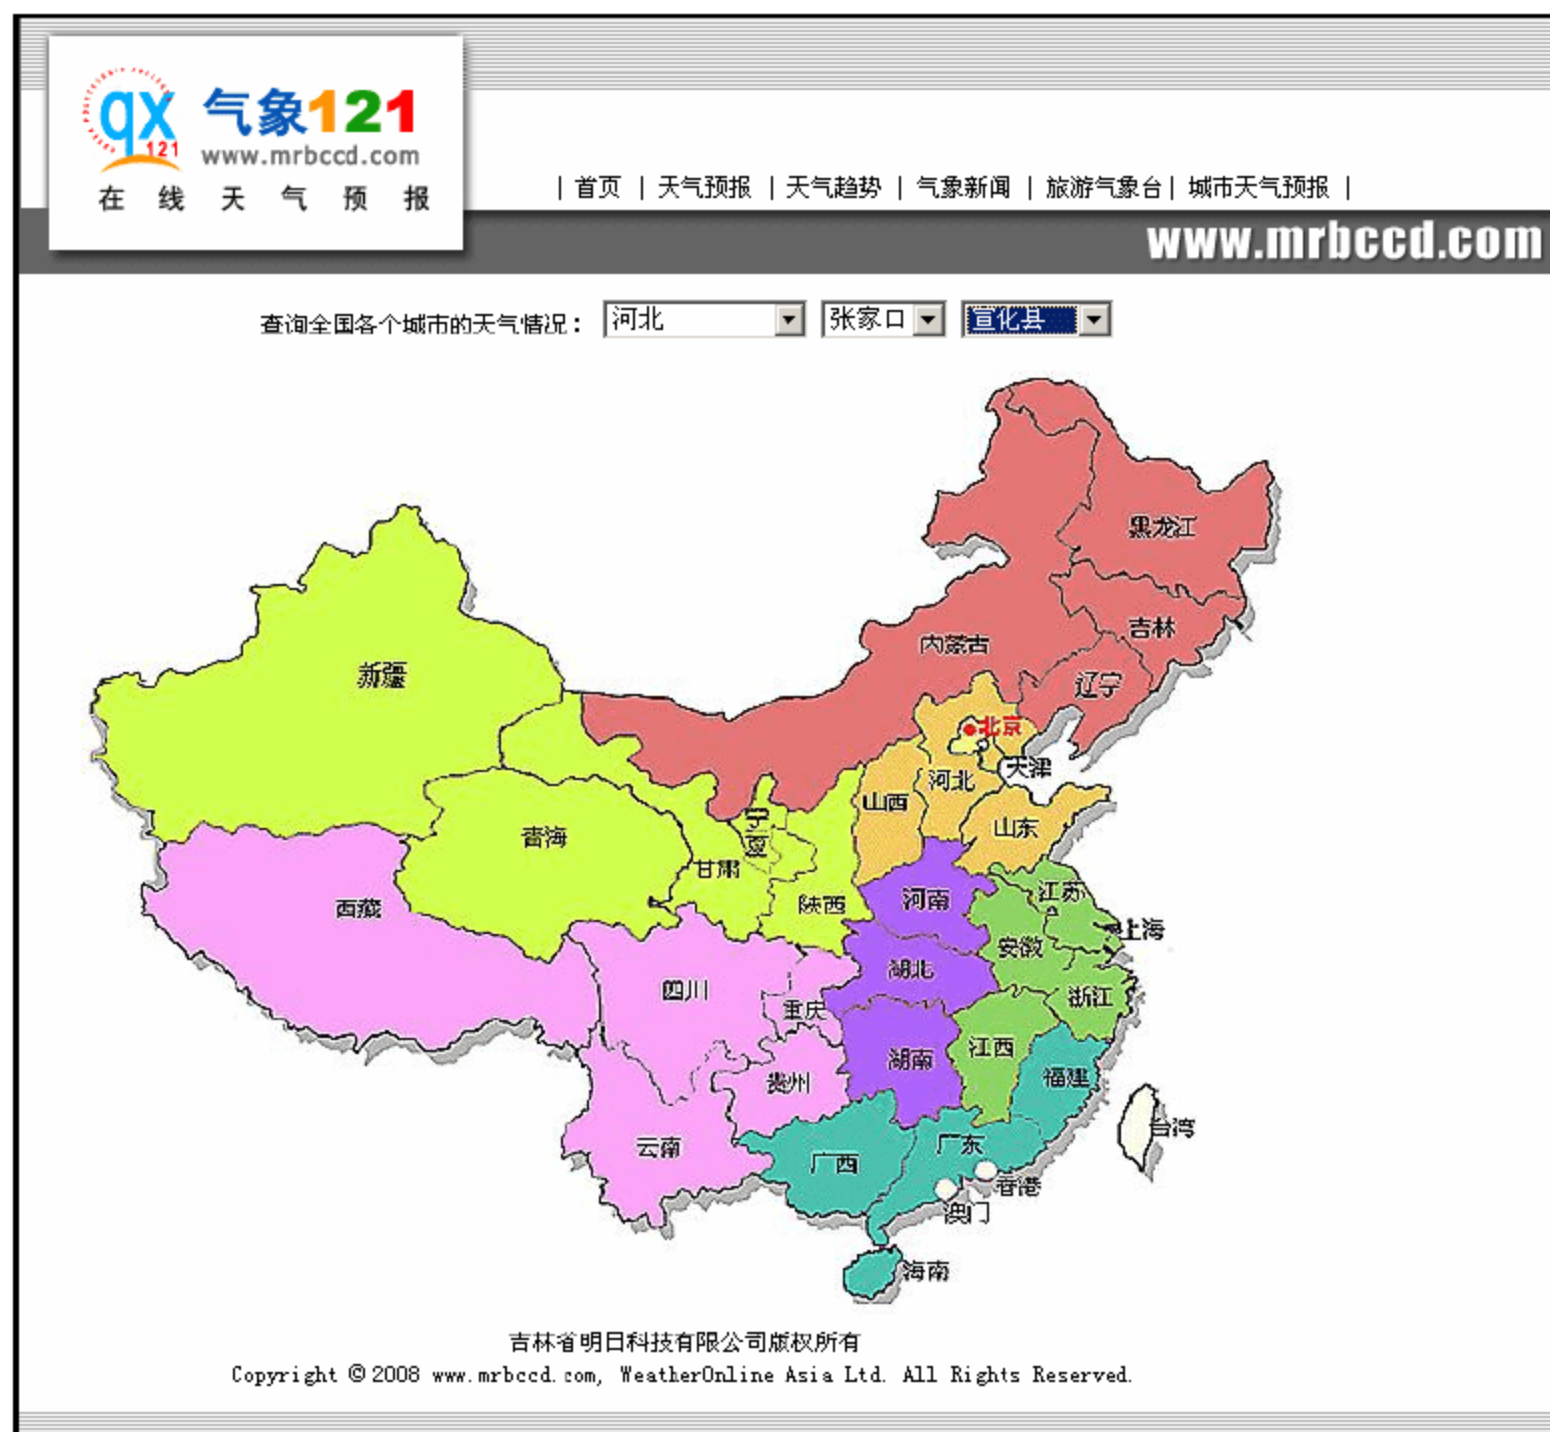 qx
121
气象121
www.mrbccd.com
在线天气预报
| 首页 | 天气预报 | 天气趋势 | 气象新闻 | 旅游气象台 | 城市天气预报 |
www.mrbccd.com
查询全国各个城市的天气情况： 河北 张家口 宣化县
黑龙江
吉林
内蒙古
辽宁
新疆
北京
天津
河北
山西
宁夏
山东
青海
甘肃
江苏
河南
陕西
西藏
上海
安徽
湖北
四川
浙江
重庆
江西
湖南
福建
贵州
台湾
广东
云南
广西
香港
澳门
海南
吉林省明日科技有限公司版权所有
Copyright © 2008 www.mrbccd.com, WeatherOnline Asia Ltd. All Rights Reserved.